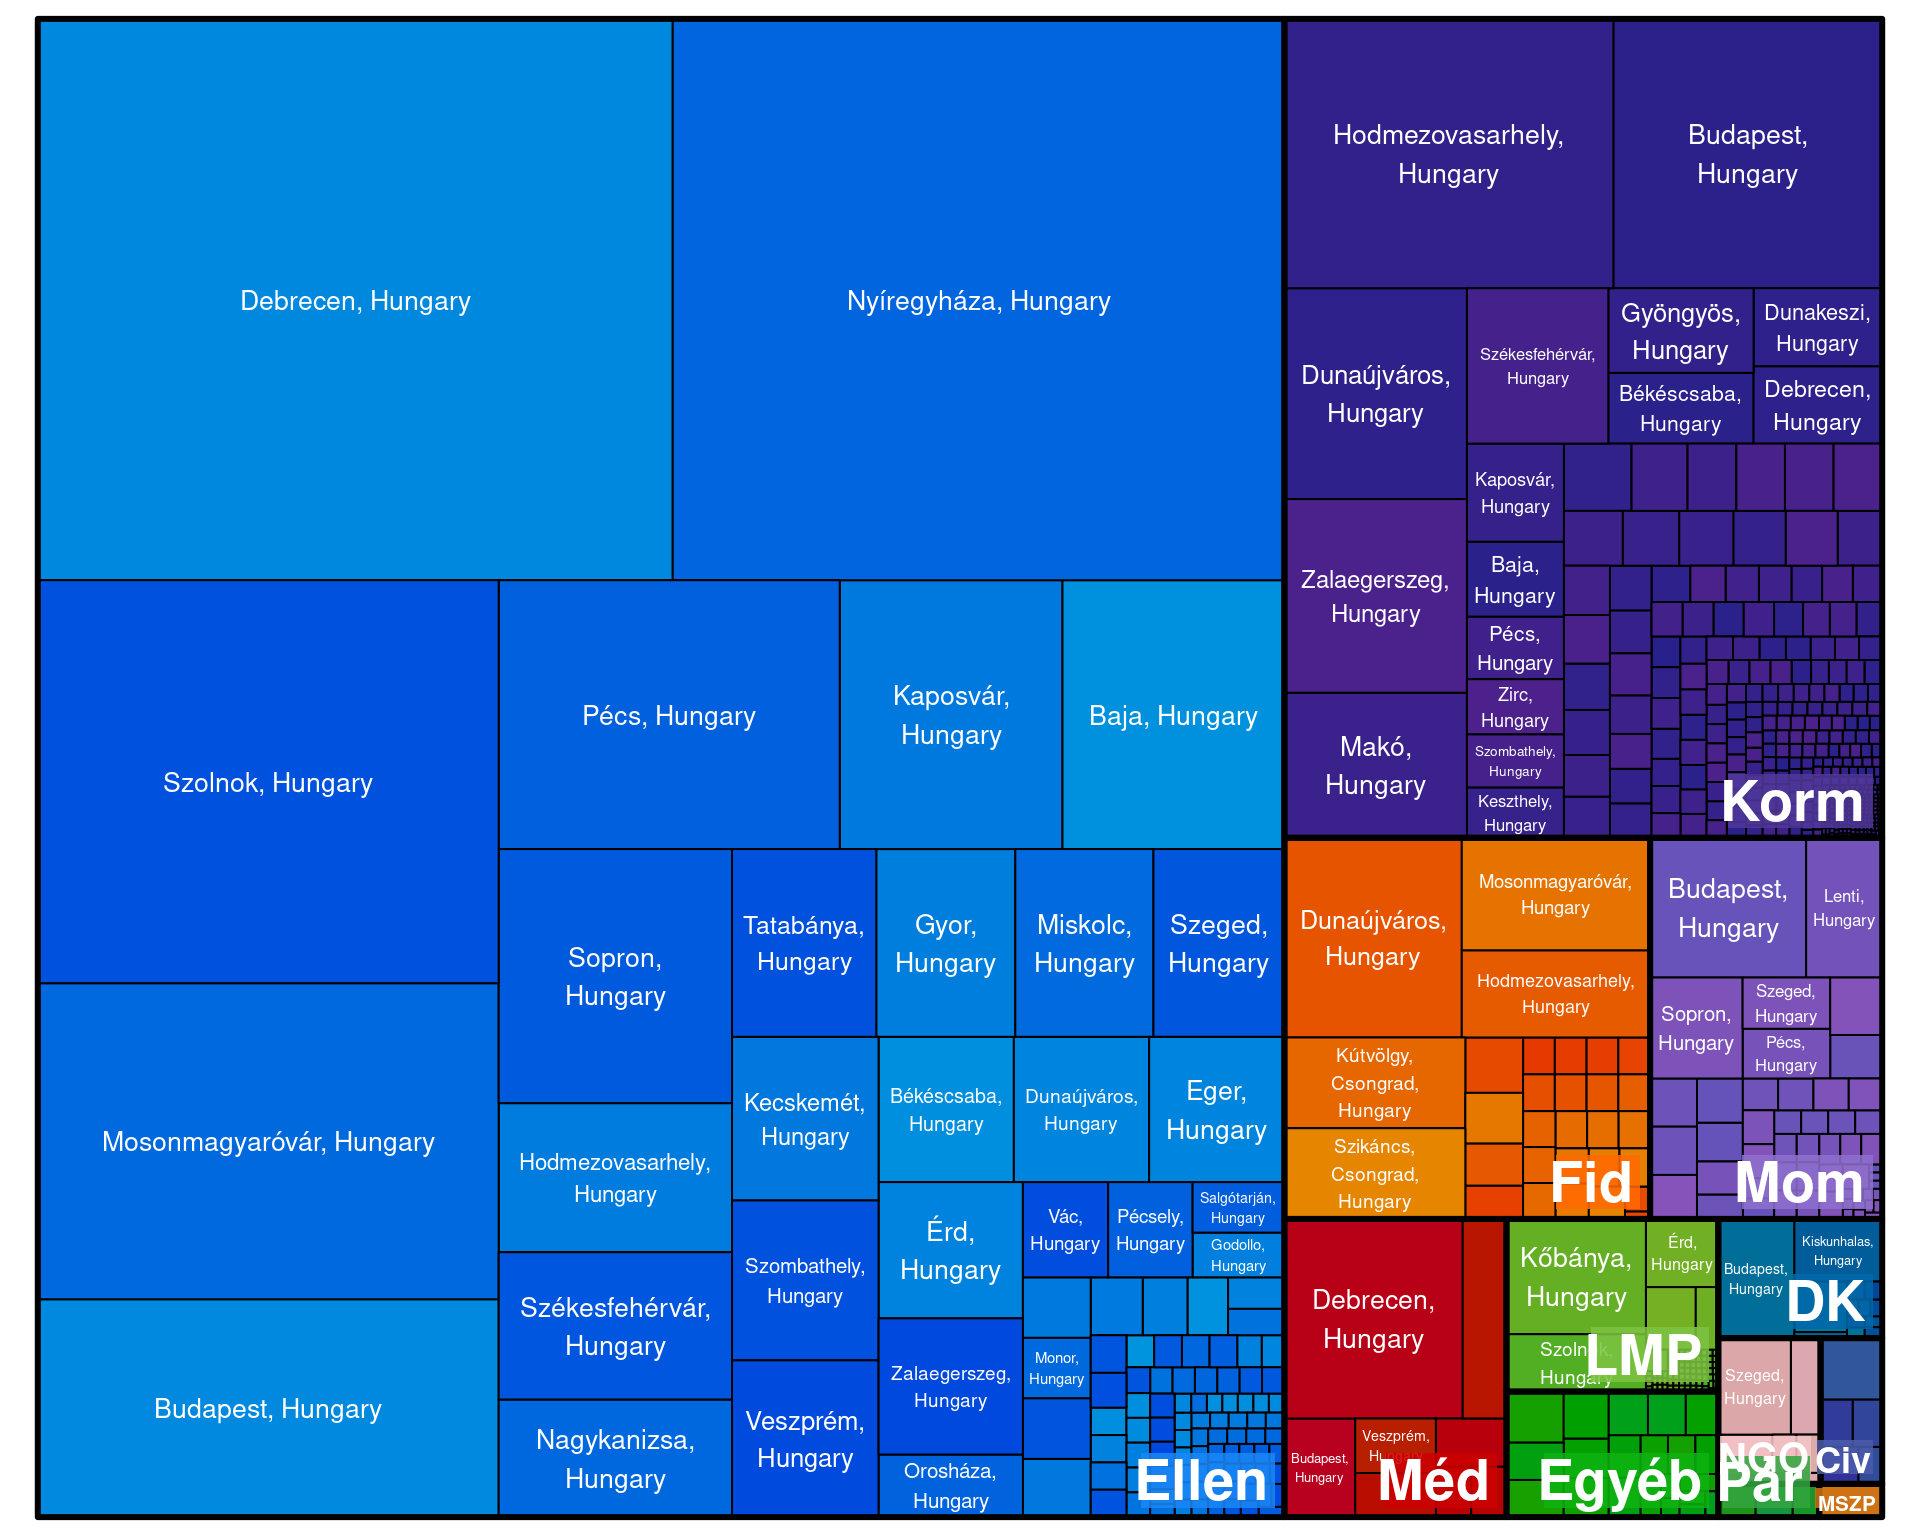 Debrecen, Hungary
Nyíregyháza, Hungary
Szolnok, Hungary
Mosonmagyaróvár, Hungary
Budapest, Hungary
Pécs, Hungary
Kaposvár,
Hungary
Baja, Hungary
Sopron,
Hungary
Tatabánya,
Hungary
Gyor,
Hungary
Miskolc,
Hungary
Szeged,
Hungary
Hodmezovasarhely,
Hungary
Székesfehérvár,
Hungary
Nagykanizsa,
Hungary
Kecskemét,
Hungary
Szombathely,
Hungary
Veszprém,
Hungary
Békéscsaba,
Hungary
Dunaújváros,
Hungary
Eger,
Hungary
Érd,
Hungary
Zalaegerszeg,
Hungary
Orosháza,
Hungary
Vác,
Hungary
Pécsely,
Hungary
Salgótarján,
Hungary
Godollo,
Hungary
Monor,
Hungary
Ellen
Hodmezovasarhely,
Hungary
Budapest,
Hungary
Dunaújváros,
Hungary
Zalaegerszeg,
Hungary
Makó,
Hungary
Székesfehérvár,
Hungary
Gyöngyös,
Hungary
Békéscsaba,
Hungary
Dunakeszi,
Hungary
Debrecen,
Hungary
Kaposvár,
Hungary
Baja,
Hungary
Pécs,
Hungary
Zirc,
Hungary
Szombathely,
Hungary
Keszthely,
Hungary
Korm
Dunaújváros,
Hungary
Mosonmagyaróvár,
Hungary
Hodmezovasarhely,
Hungary
Kútvölgy,
Csongrad,
Hungary
Szikáncs,
Csongrad,
Hungary
Fid
Budapest,
Hungary
Lenti,
Hungary
Sopron,
Hungary
Szeged,
Hungary
Pécs,
Hungary
Mom
Debrecen,
Hungary
Budapest,
Hungary
Veszprém,
Hungary
Méd
Kőbánya,
Hungary
Érd,
Hungary
Szolnok,
Hungary
LMP
Egyéb
Budapest,
Hungary
Kiskunhalas,
Hungary
DK
Szeged,
Hungary
NGO
Civ
Pár
MSZP